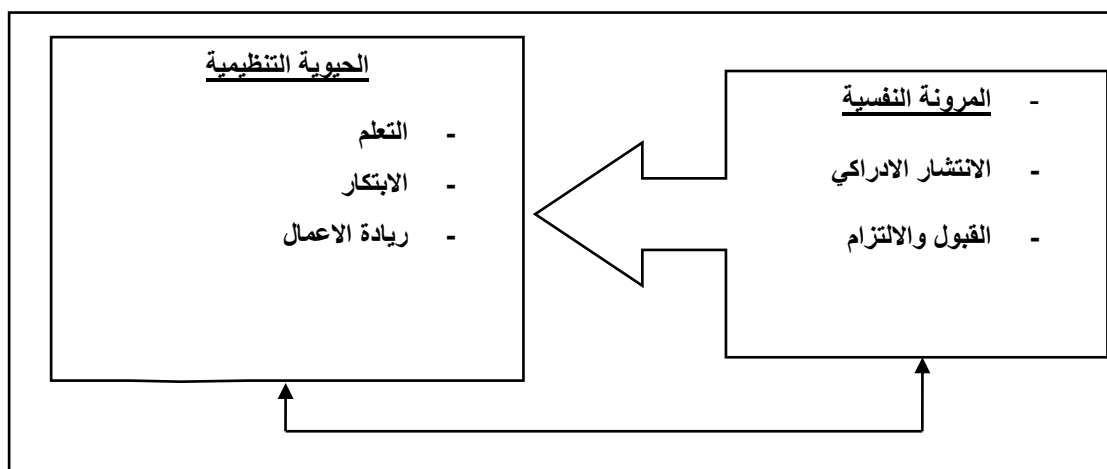 - المرونة النفسية
- الانتشار الادراكي
- القبول والالتزام
الحيوية التنظيمية
- التعلم
- الابتكار
- ريادة الاعمال